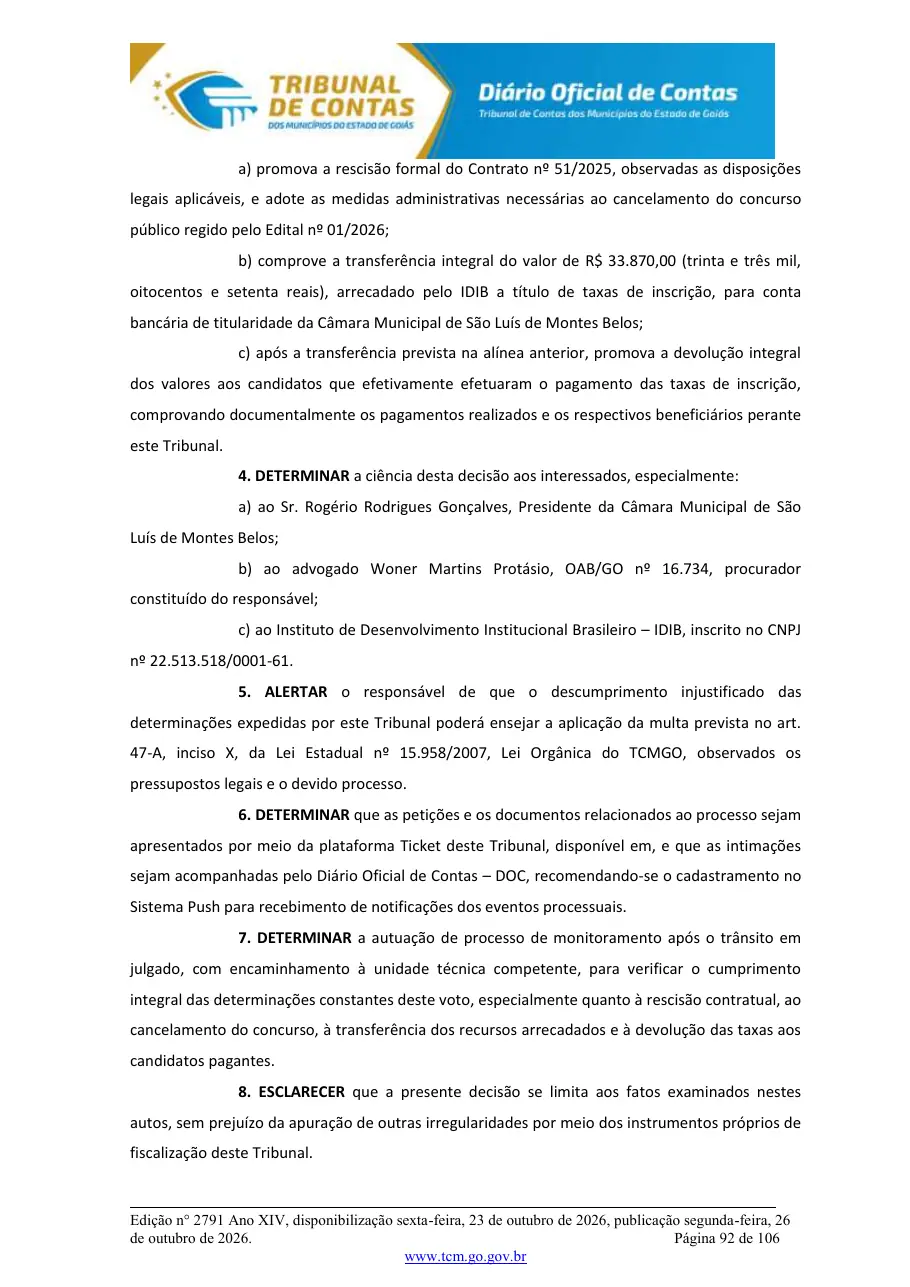 TRIBUNAL
DE CONTAS
DOS MUNICÍPIOS DO ESTADO DE GOIÁS
Diário Oficial de Contas
Tribunal de Contas dos Municípios do Estado de Goiás
a) promova a rescisão formal do Contrato nº 51/2025, observadas as disposições
legais aplicáveis, e adote as medidas administrativas necessárias ao cancelamento do concurso
público regido pelo Edital nº 01/2026;
b) comprove a transferência integral do valor de R$ 33.870,00 (trinta e três mil,
oitocentos e setenta reais), arrecadado pelo IDIB a título de taxas de inscrição, para conta
bancária de titularidade da Câmara Municipal de São Luís de Montes Belos;
c) após a transferência prevista na alínea anterior, promova a devolução integral
dos valores aos candidatos que efetivamente efetuaram o pagamento das taxas de inscrição,
comprovando documentalmente os pagamentos realizados e os respectivos beneficiários perante
este Tribunal.
4. DETERMINAR a ciência desta decisão aos interessados, especialmente:
a) ao Sr. Rogério Rodrigues Gonçalves, Presidente da Câmara Municipal de São
Luís de Montes Belos;
b) ao advogado Woner Martins Protásio, OAB/GO nº 16.734, procurador
constituído do responsável;
c) ao Instituto de Desenvolvimento Institucional Brasileiro – IDIB, inscrito no CNPJ
nº 22.513.518/0001-61.
5. ALERTAR o responsável de que o descumprimento injustificado das
determinações expedidas por este Tribunal poderá ensejar a aplicação da multa prevista no art.
47-A, inciso X, da Lei Estadual nº 15.958/2007, Lei Orgânica do TCMGO, observados os
pressupostos legais e o devido processo.
6. DETERMINAR que as petições e os documentos relacionados ao processo sejam
apresentados por meio da plataforma Ticket deste Tribunal, disponível em, e que as intimações
sejam acompanhadas pelo Diário Oficial de Contas – DOC, recomendando-se o cadastramento no
Sistema Push para recebimento de notificações dos eventos processuais.
7. DETERMINAR a autuação de processo de monitoramento após o trânsito em
julgado, com encaminhamento à unidade técnica competente, para verificar o cumprimento
integral das determinações constantes deste voto, especialmente quanto à rescisão contratual, ao
cancelamento do concurso, à transferência dos recursos arrecadados e à devolução das taxas aos
candidatos pagantes.
8. ESCLARECER que a presente decisão se limita aos fatos examinados nestes
autos, sem prejuízo da apuração de outras irregularidades por meio dos instrumentos próprios de
fiscalização deste Tribunal.
Edição n° 2791 Ano XIV, disponibilização sexta-feira, 23 de outubro de 2026, publicação segunda-feira, 26
de outubro de 2026. Página 92 de 106
www.tcm.go.gov.br